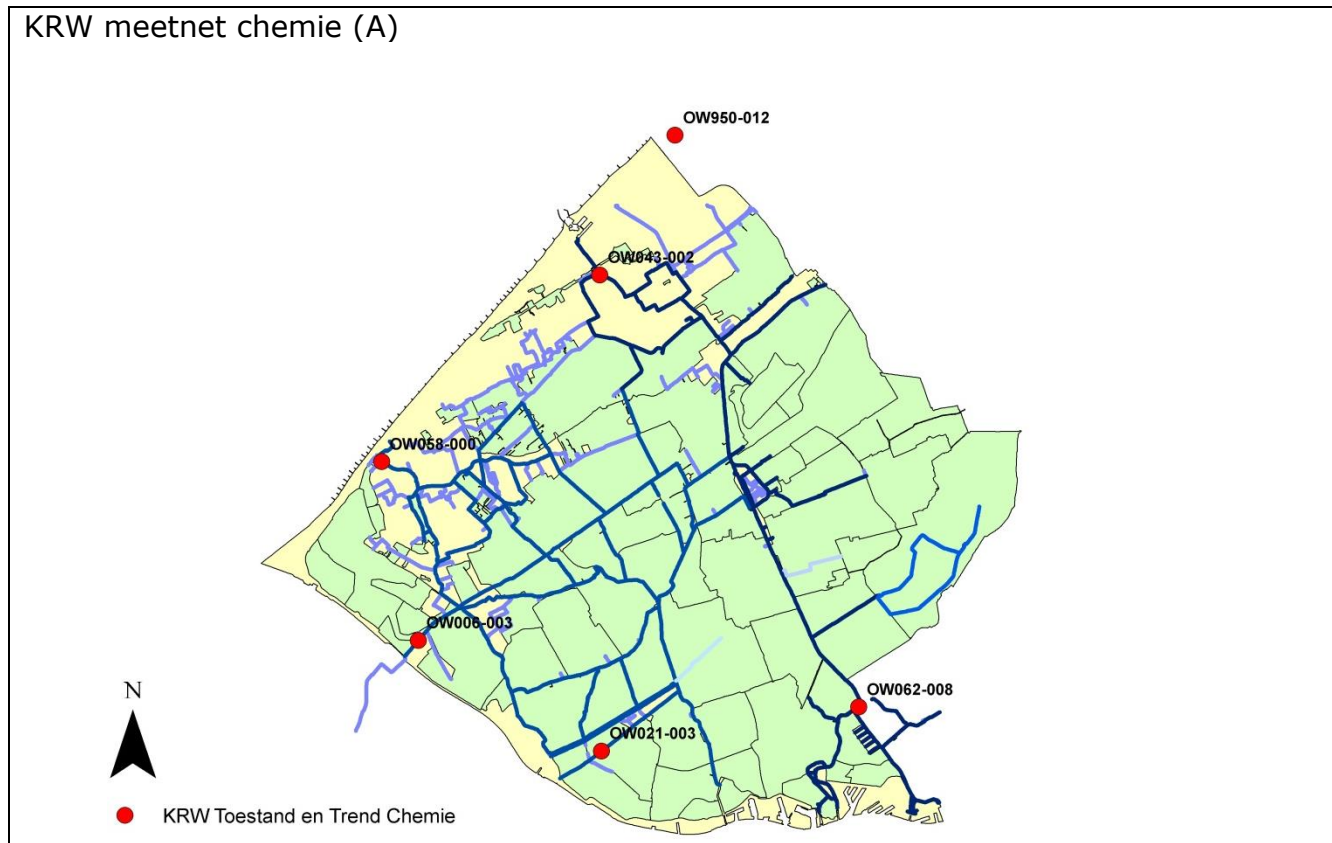 KRW meetnet chemie (A)
OW950-012
OW043-002
OW058-000
OW006-003
OW062-008
OW021-003
N
KRW Toestand en Trend Chemie